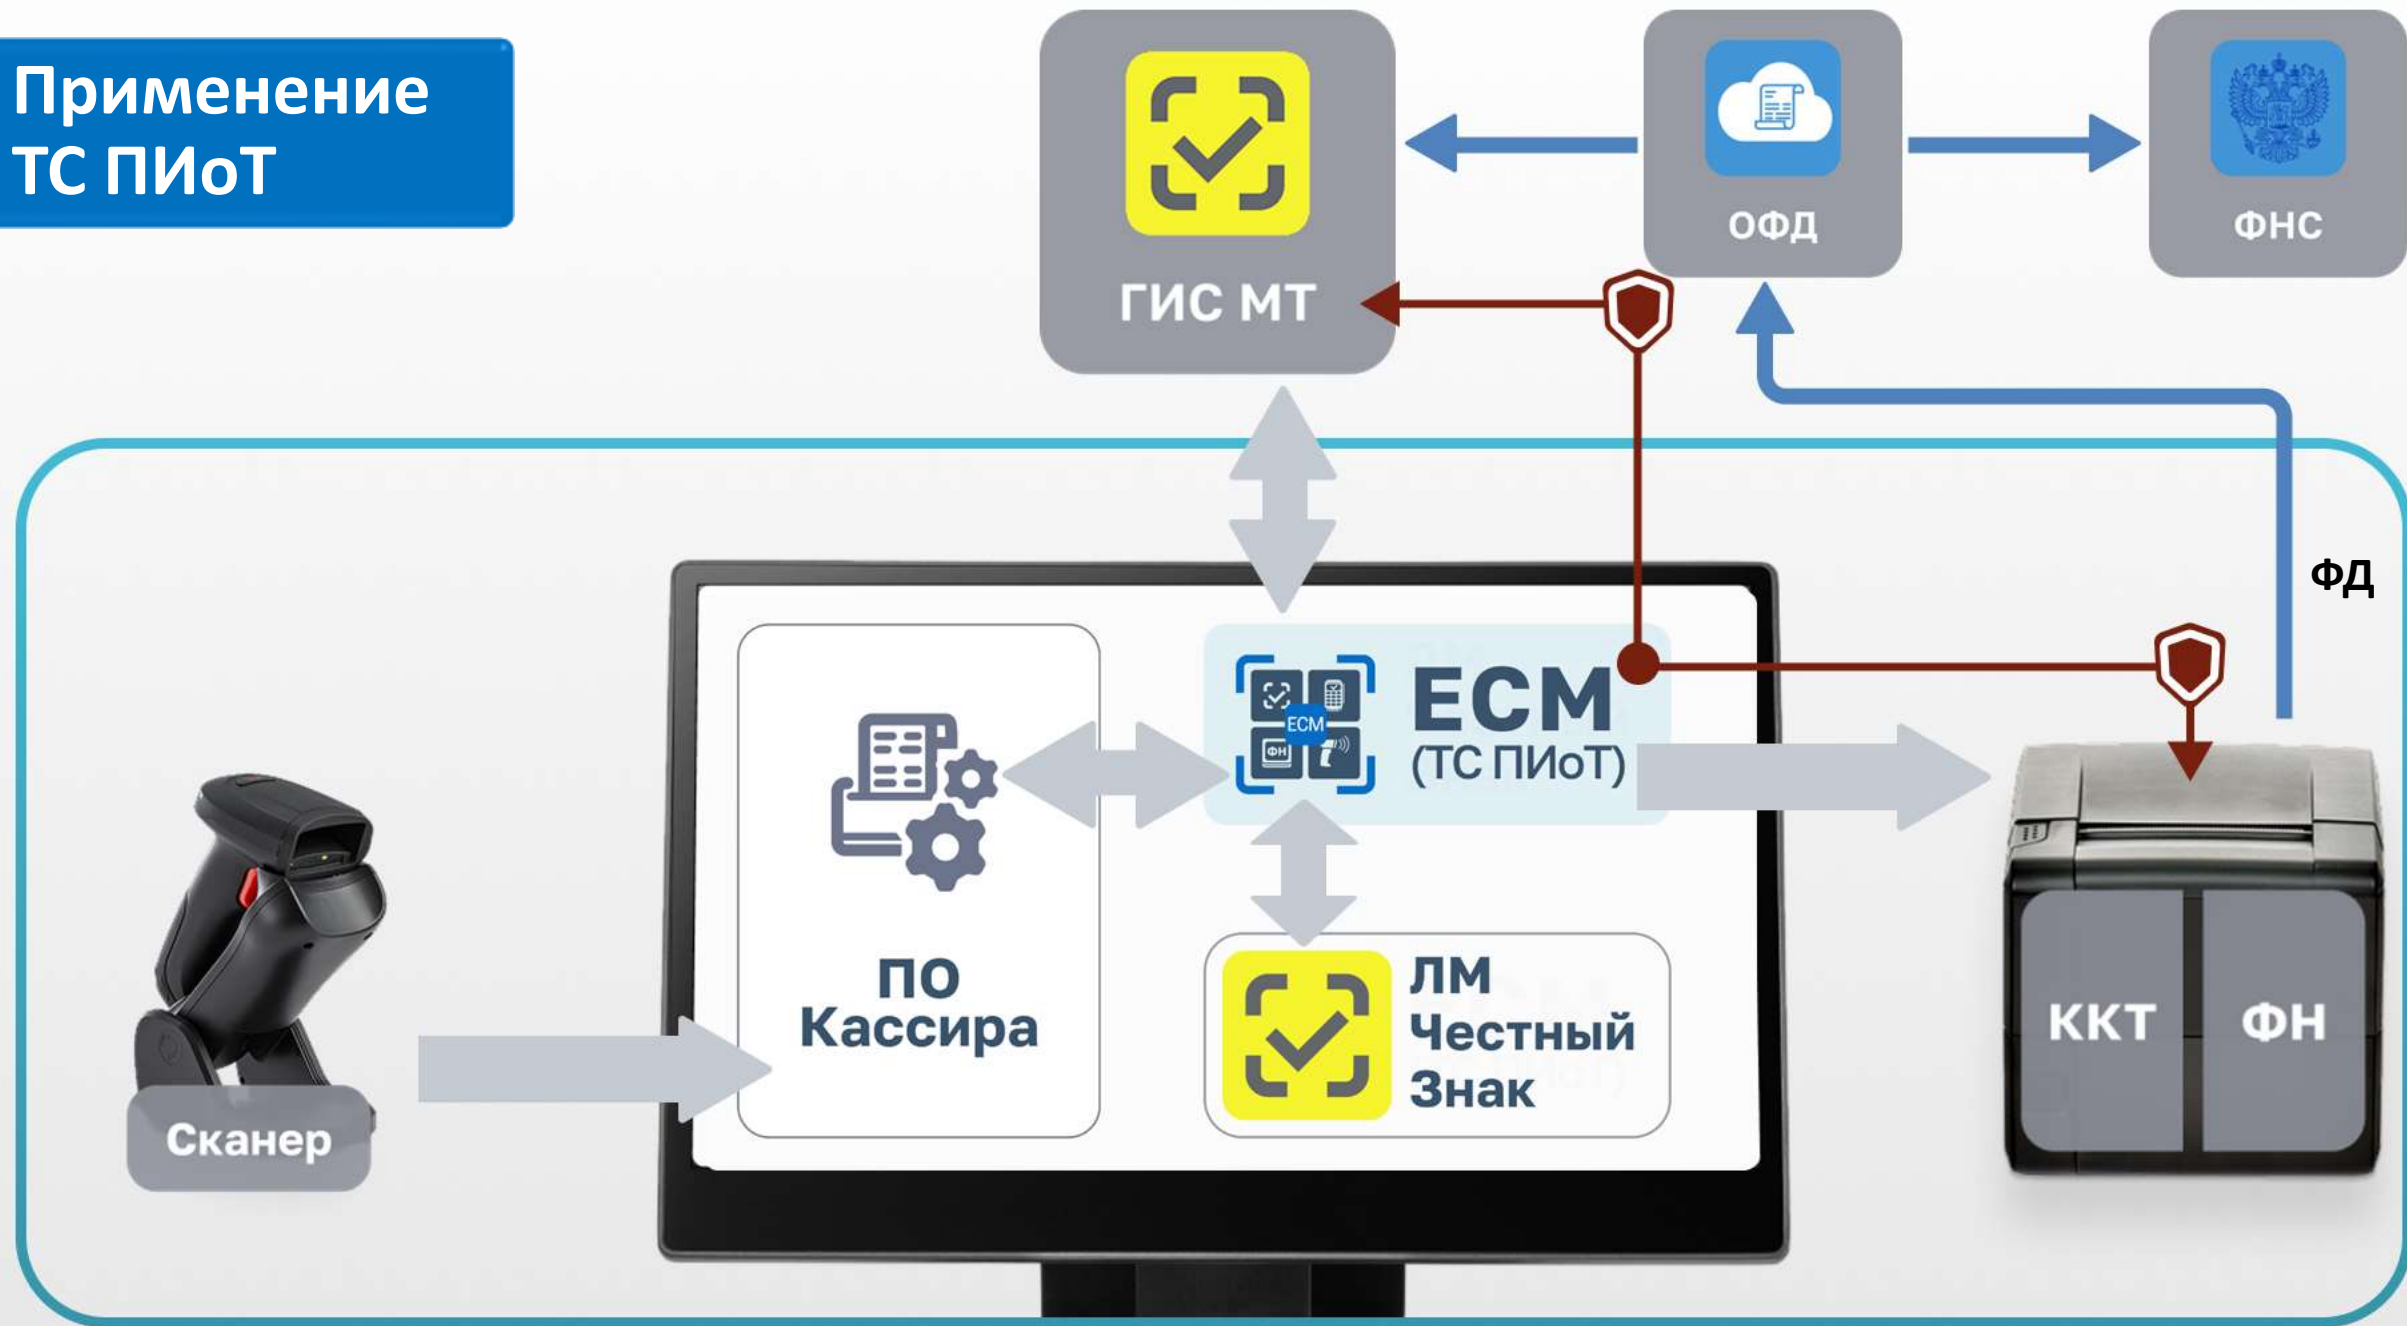 Применение
ТС ПИоТ
ГИС МТ
ОФД
ФНС
ФД
ЕСМ
ФН
ЕСМ
(ТС ПИоТ)
ПО
Кассира
ЛМ
Честный
Знак
Сканер
ККТ
ФН